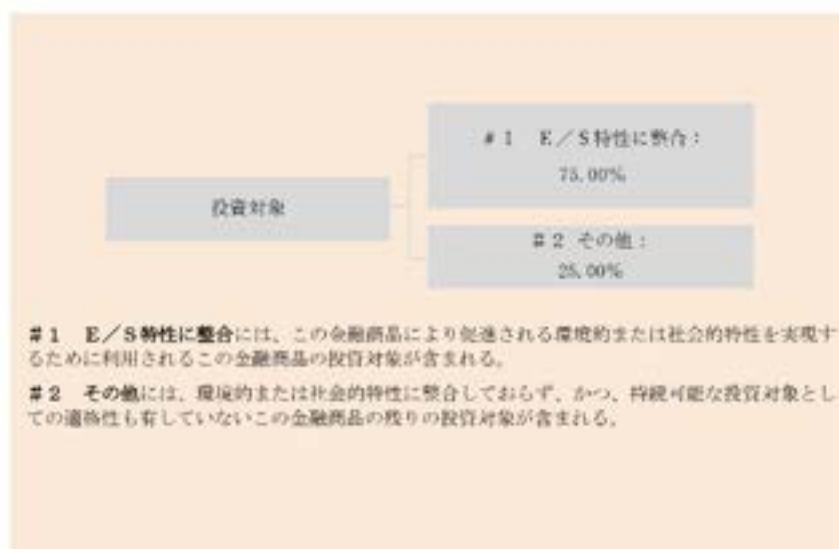 #1 E/S特性に整合:
75.00%
投資対象
#2 その他:
25.00%
#1 E/S特性に整合には、この金融商品により促進される環境的または社会的特性を実現す
るために利用されるこの金融商品の投資対象が含まれる。
#2 その他には、環境的または社会的特性に整合しておらず、かつ、持続可能な投資対象とし
ての適格性も有していないこの金融商品の残りの投資対象が含まれる。